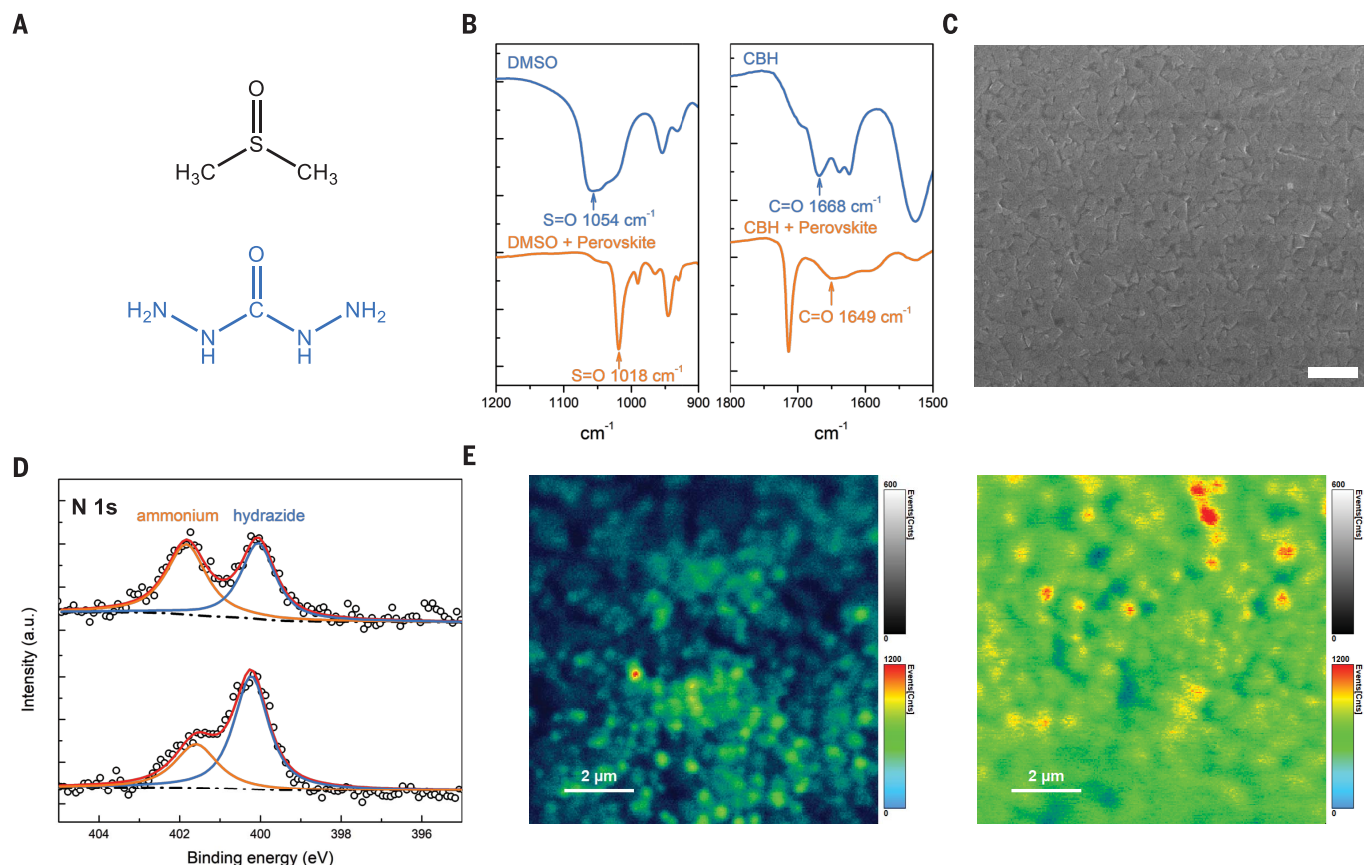 A
O
S
H₃C
CH₃
O
H₂N
NH₂
C
N
H
N
H
B
DMSO
S=O 1054 cm⁻¹
DMSO + Perovskite
S=O 1018 cm⁻¹
1200
1100
1000
900
cm⁻¹
CBH
C=O 1668 cm⁻¹
CBH + Perovskite
C=O 1649 cm⁻¹
1800
1700
1600
1500
cm⁻¹
C
D
N 1s
ammonium
hydrazide
Intensity (a.u.)
404
402
400
398
396
Binding energy (eV)
E
2 µm
600
Events[Cnts]
0
1200
Events[Cnts]
0
2 µm
600
Events[Cnts]
0
1200
Events[Cnts]
0